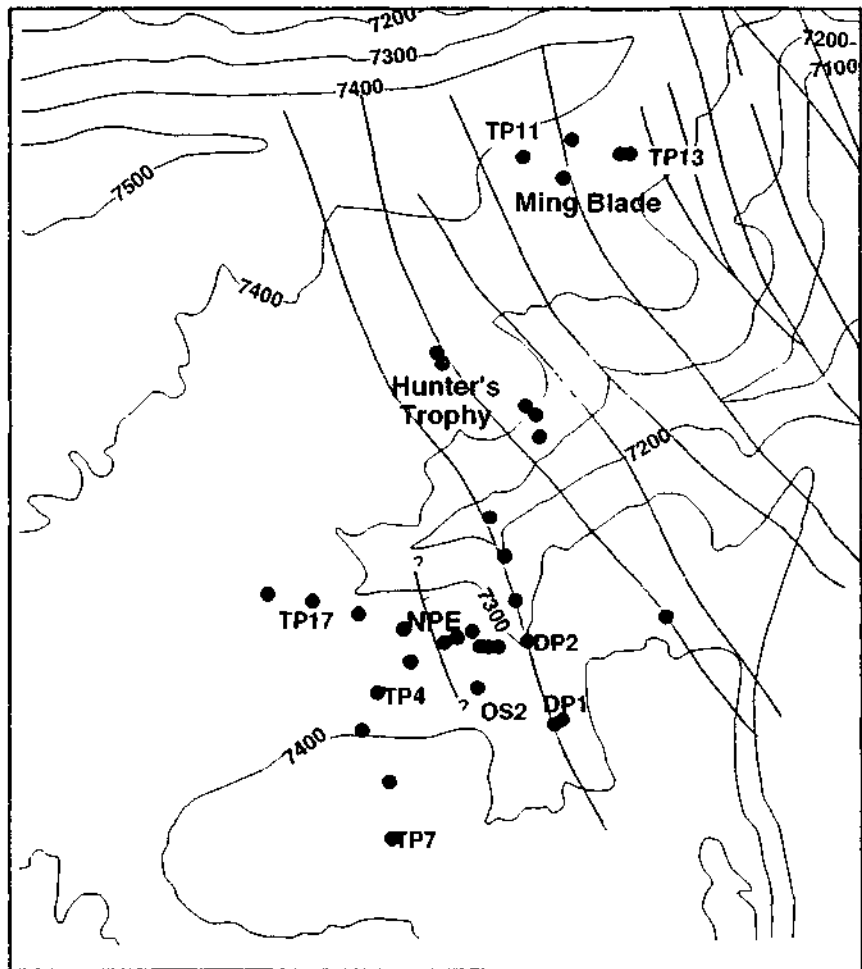 7200
7300
7400
7200
7100
TP11
TP13
7500
Ming Blade
7400
Hunter's
Trophy
7200
?
7300
TP17
NPE
DP2
TP4
?
OS2
DP1
7400
TP7